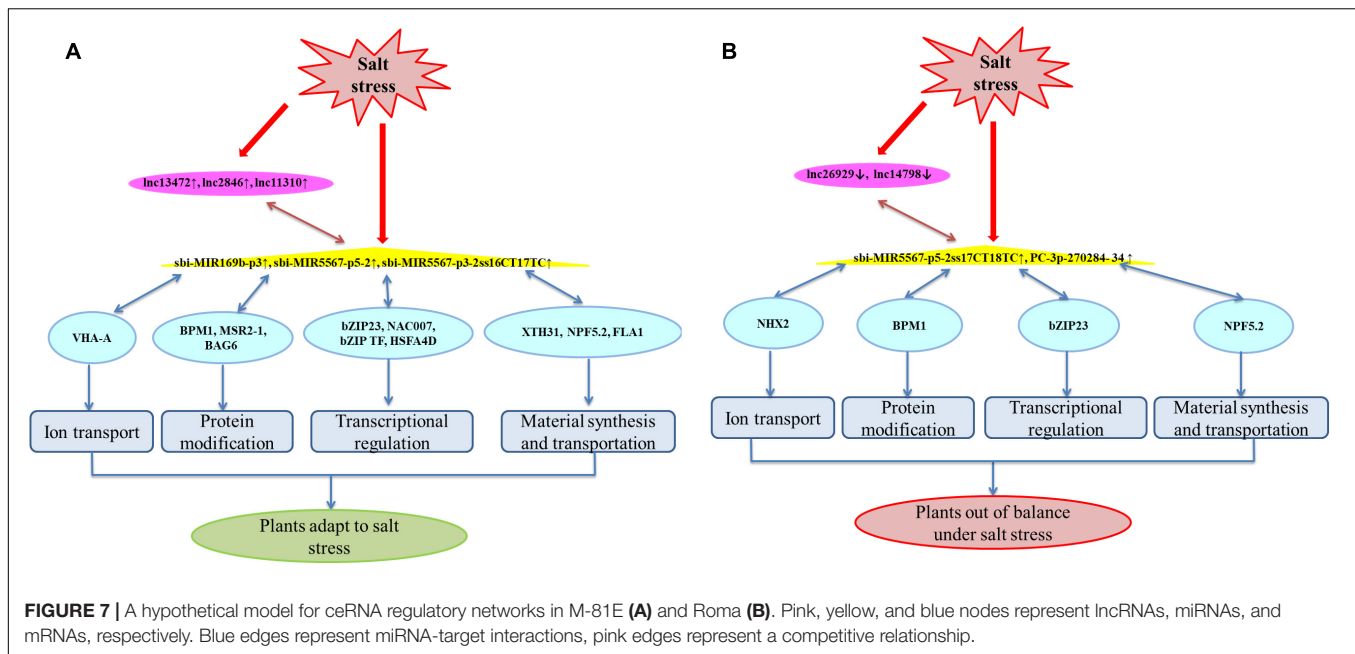 A
Salt
stress
lnc13472↑, lnc2846↑, lnc11310↑
sbi-MIR169b-p3↑, sbi-MIR5567-p5-2↑, sbi-MIR5567-p3-2ss16CT17TC↑
VHA-A
BPM1, MSR2-1,
BAG6
bZIP23, NAC007,
bZIP TF, HSFA4D
XTH31, NPF5.2, FLA1
Ion transport
Protein
modification
Transcriptional
regulation
Material synthesis
and transportation
Plants adapt to salt
stress
B
Salt
stress
lnc26929↓, lnc14798↓
sbi-MIR5567-p5-2ss17CT18TC↑, PC-3p-270284-34↑
NHX2
BPM1
bZIP23
NPF5.2
Ion transport
Protein
modification
Transcriptional
regulation
Material synthesis
and transportation
Plants out of balance
under salt stress
FIGURE 7 | A hypothetical model for ceRNA regulatory networks in M-81E (A) and Roma (B). Pink, yellow, and blue nodes represent lncRNAs, miRNAs, and
mRNAs, respectively. Blue edges represent miRNA-target interactions, pink edges represent a competitive relationship.